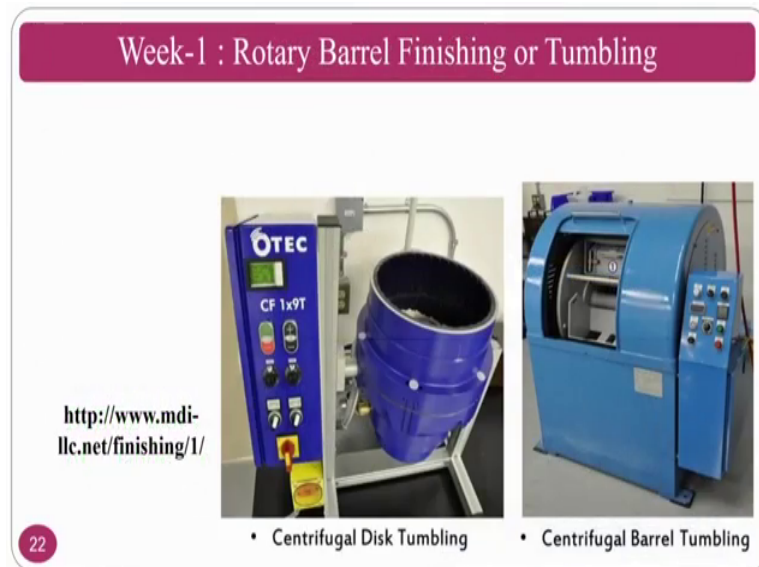 Week-1 : Rotary Barrel Finishing or Tumbling
OTEC
CF 1x9T
http://www.mdi-
llc.net/finishing/1/
• Centrifugal Disk Tumbling
• Centrifugal Barrel Tumbling
22